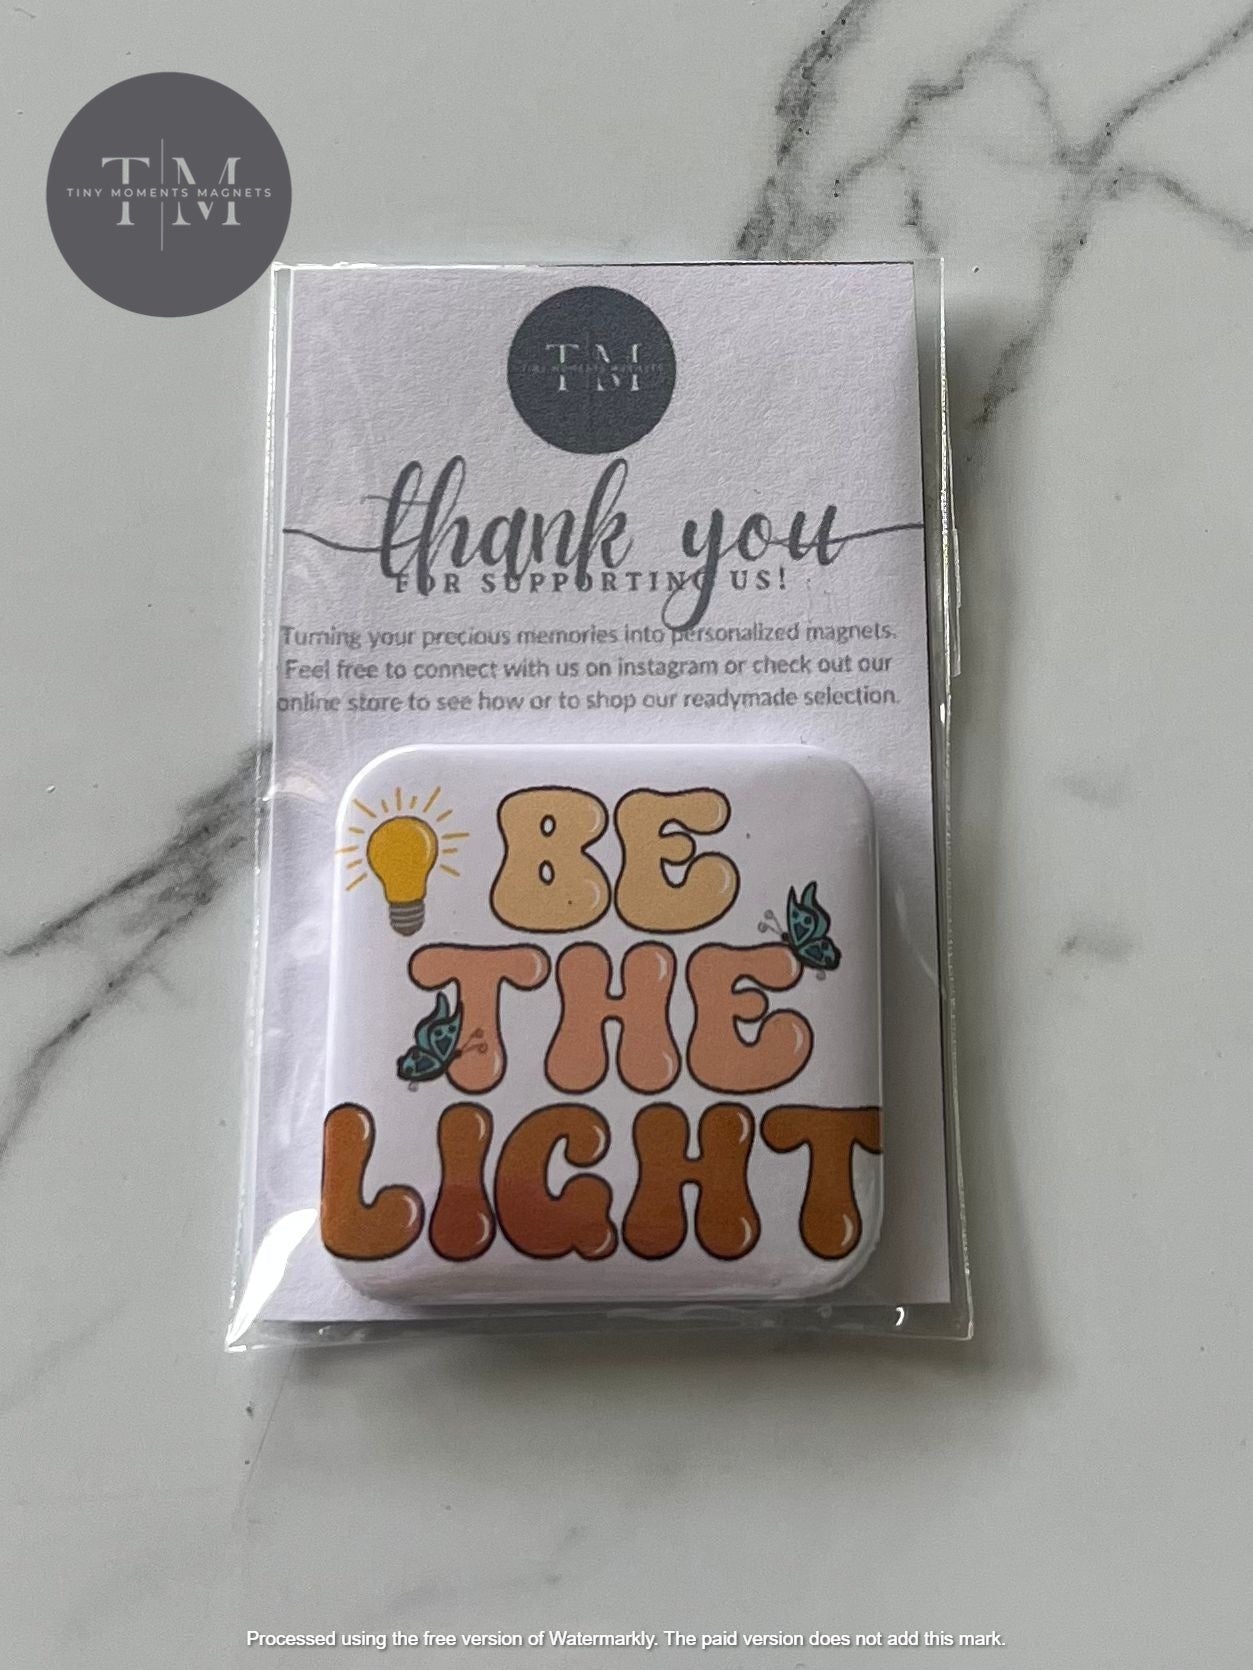 TM
TINY MOMENTS MAGNETS
TM
TINY MOMENTS MAGNETS
thank you
FOR SUPPORTING US!
Turning your precious memories into personalized magnets.
Feel free to connect with us on instagram or check out our
online store to see how or to shop our readymade selection.
BE
THE
LIGHT
Processed using the free version of Watermarkly. The paid version does not add this mark.